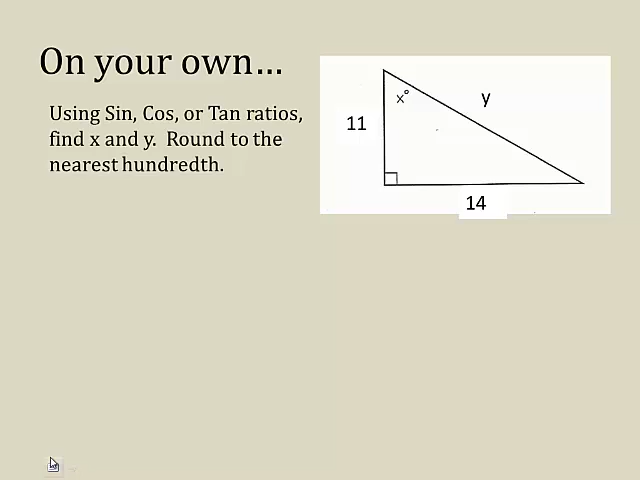 On your own…
Using Sin, Cos, or Tan ratios,
find x and y.  Round to the
nearest hundredth.
x°
y
11
14